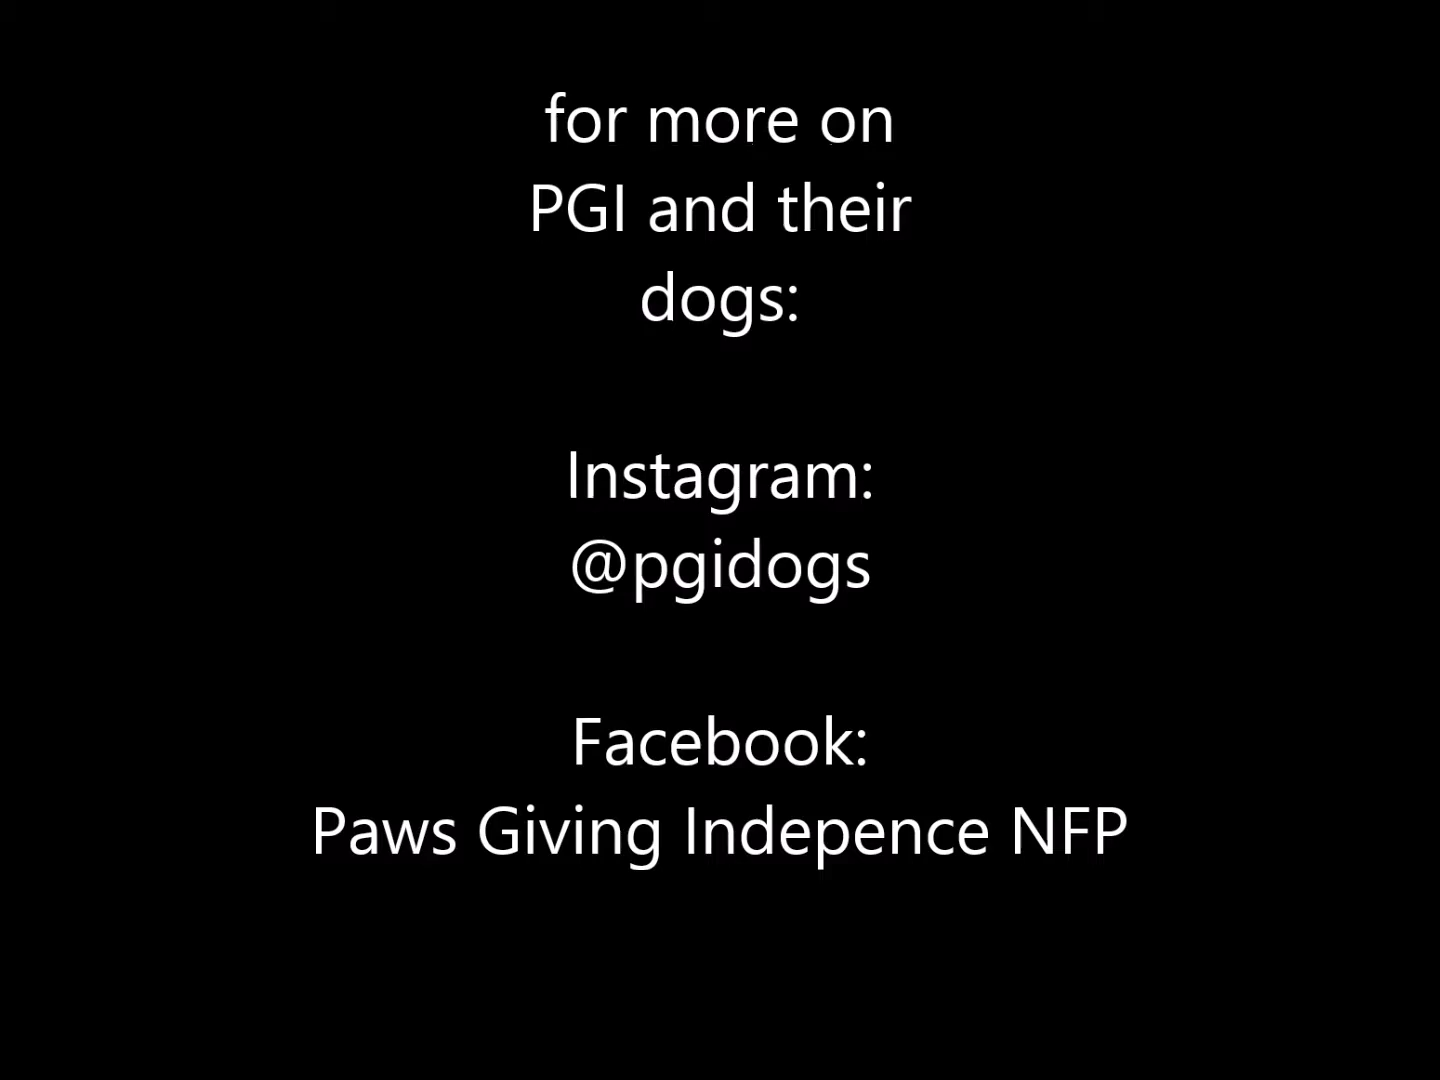 for more on
PGI and their
dogs:
Instagram:
@pgidogs
Facebook:
Paws Giving Indepence NFP